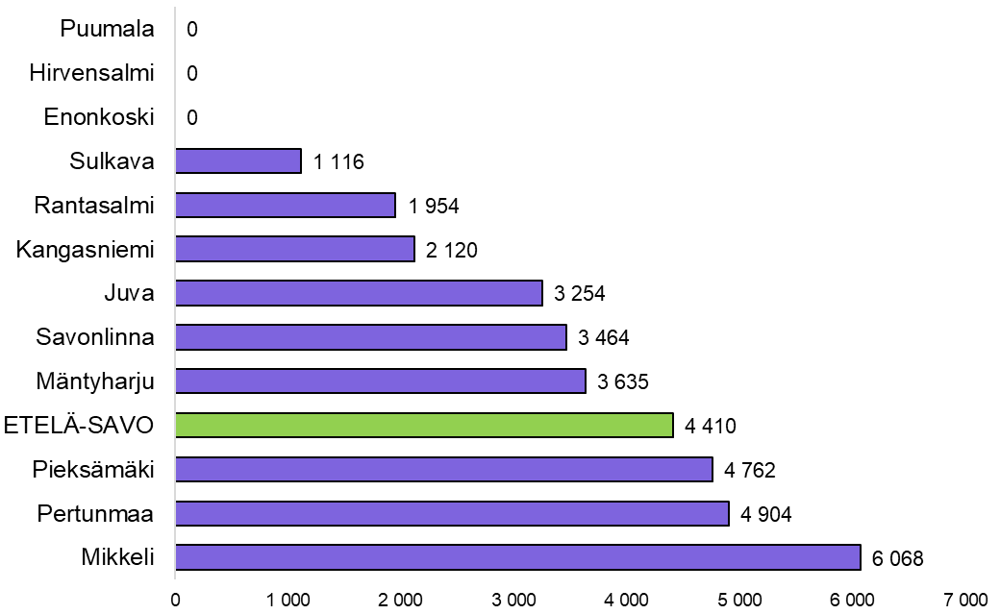 Puumala 0
Hirvensalmi 0
Enonkoski 0
Sulkava 1 116
Rantasalmi 1 954
Kangasniemi 2 120
Juva 3 254
Savonlinna 3 464
Mäntyharju 3 635
ETELÄ-SAVO 4 410
Pieksämäki 4 762
Pertunmaa 4 904
Mikkeli 6 068
0 1 000 2 000 3 000 4 000 5 000 6 000 7 000